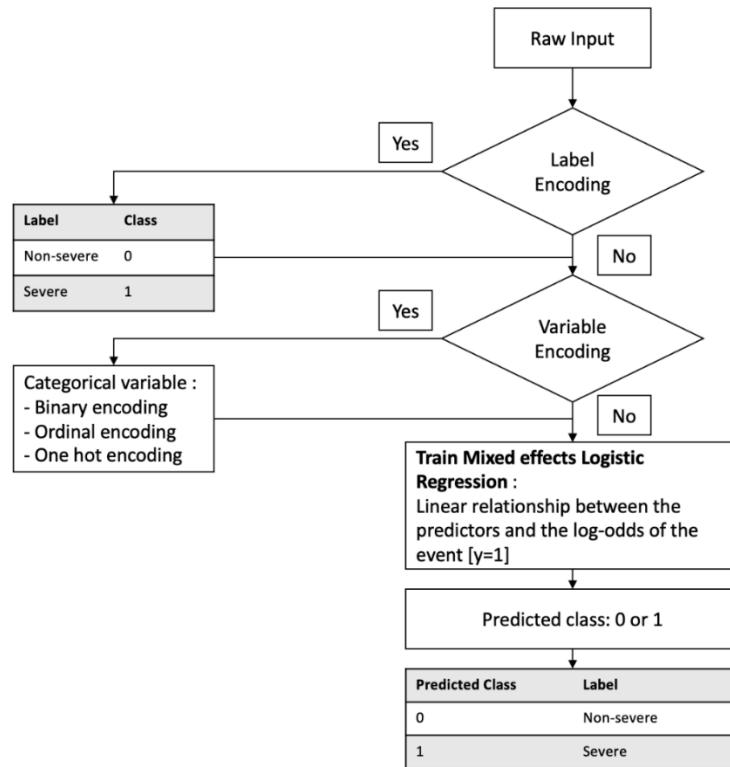 Raw Input
Yes
Label
Encoding
Label Class
Non-severe 0
Severe 1
No
Yes
Variable
Encoding
Categorical variable :
- Binary encoding
- Ordinal encoding
- One hot encoding
No
Train Mixed effects Logistic
Regression :
Linear relationship between the
predictors and the log-odds of the
event [y=1]
Predicted class: 0 or 1
Predicted Class Label
0 Non-severe
1 Severe